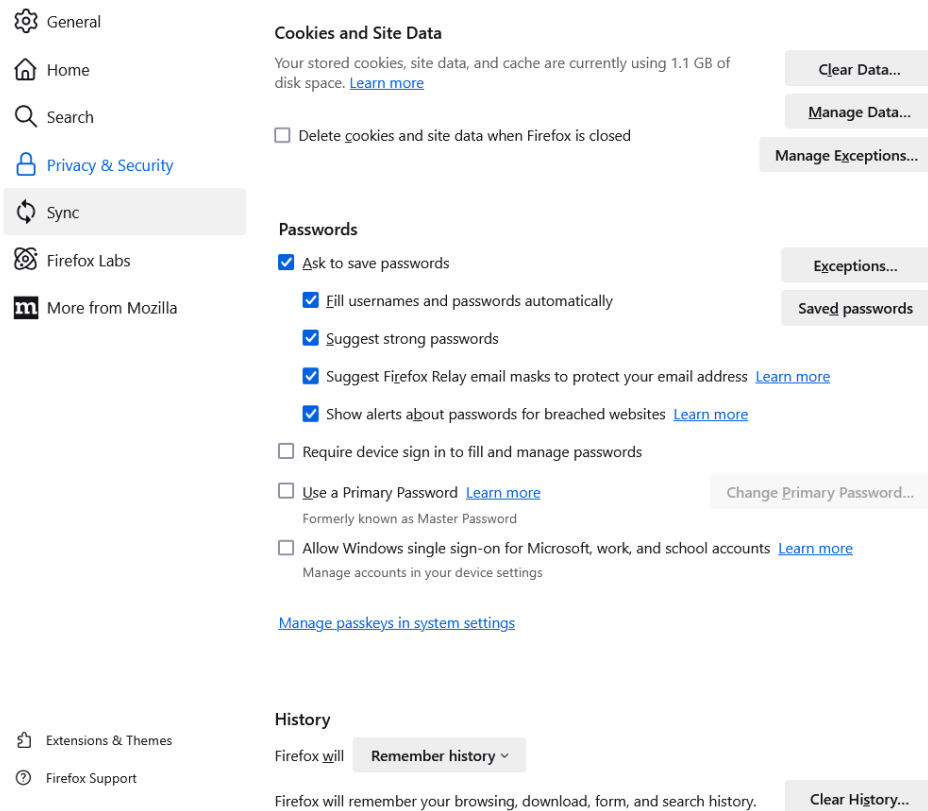 General
Home
Search
Privacy & Security
Sync
Firefox Labs
More from Mozilla
Extensions & Themes
Firefox Support
Cookies and Site Data
Your stored cookies, site data, and cache are currently using 1.1 GB of
disk space. Learn more
Clear Data...
Manage Data...
Delete cookies and site data when Firefox is closed
Manage Exceptions...
Passwords
Ask to save passwords
Exceptions...
Fill usernames and passwords automatically
Saved passwords
Suggest strong passwords
Suggest Firefox Relay email masks to protect your email address Learn more
Show alerts about passwords for breached websites Learn more
Require device sign in to fill and manage passwords
Use a Primary Password Learn more
Change Primary Password...
Formerly known as Master Password
Allow Windows single sign-on for Microsoft, work, and school accounts Learn more
Manage accounts in your device settings
Manage passkeys in system settings
History
Firefox will Remember history
Firefox will remember your browsing, download, form, and search history.
Clear History...